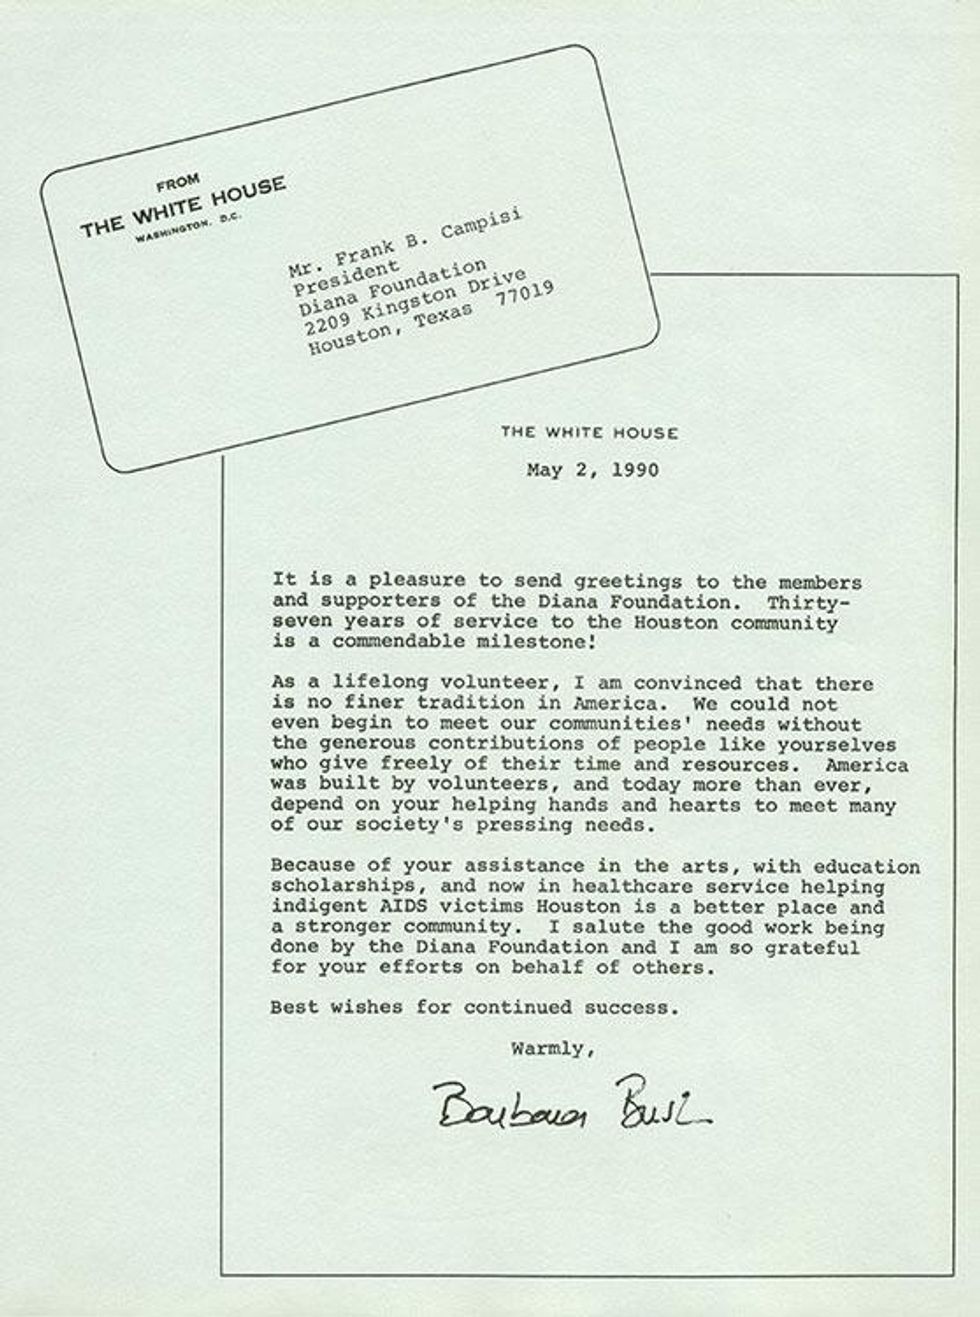 FROM
THE WHITE HOUSE
WASHINGTON, D.C.
Mr. Frank B. Campisi
President
Diana Foundation
2209 Kingston Drive
Houston, Texas 77019
THE WHITE HOUSE
May 2, 1990
It is a pleasure to send greetings to the members
and supporters of the Diana Foundation. Thirty-
seven years of service to the Houston community
is a commendable milestone!
As a lifelong volunteer, I am convinced that there
is no finer tradition in America. We could not
even begin to meet our communities' needs without
the generous contributions of people like yourselves
who give freely of their time and resources. America
was built by volunteers, and today more than ever,
depend on your helping hands and hearts to meet many
of our society's pressing needs.
Because of your assistance in the arts, with education
scholarships, and now in healthcare service helping
indigent AIDS victims Houston is a better place and
a stronger community. I salute the good work being
done by the Diana Foundation and I am so grateful
for your efforts on behalf of others.
Best wishes for continued success.
Warmly,
Barbara Bush